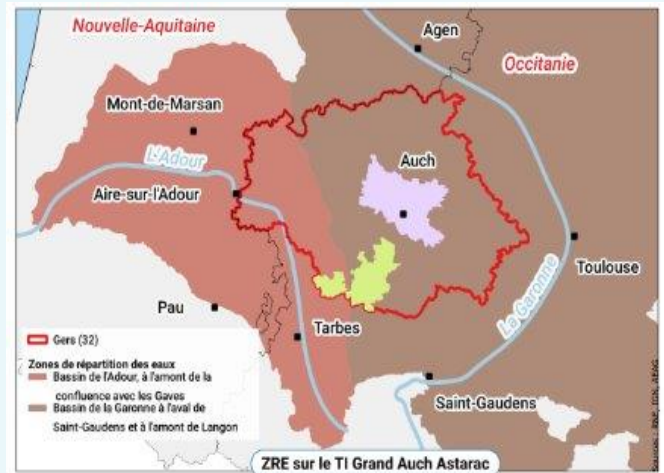 Nouvelle-Aquitaine
Agen
Occitanie
Mont-de-Marsan
L'Adour
Auch
Aire-sur-l'Adour
Toulouse
La Garonne
Pau
Tarbes
Gers (32)
Zones de répartition des eaux
Bassin de l'Adour, à l'amont de la
confluence avec les Gaves
Bassin de la Garonne à l'aval de
Saint-Gaudens et à l'amont de Langon
Saint-Gaudens
ZRE sur le TI Grand Auch Astarac